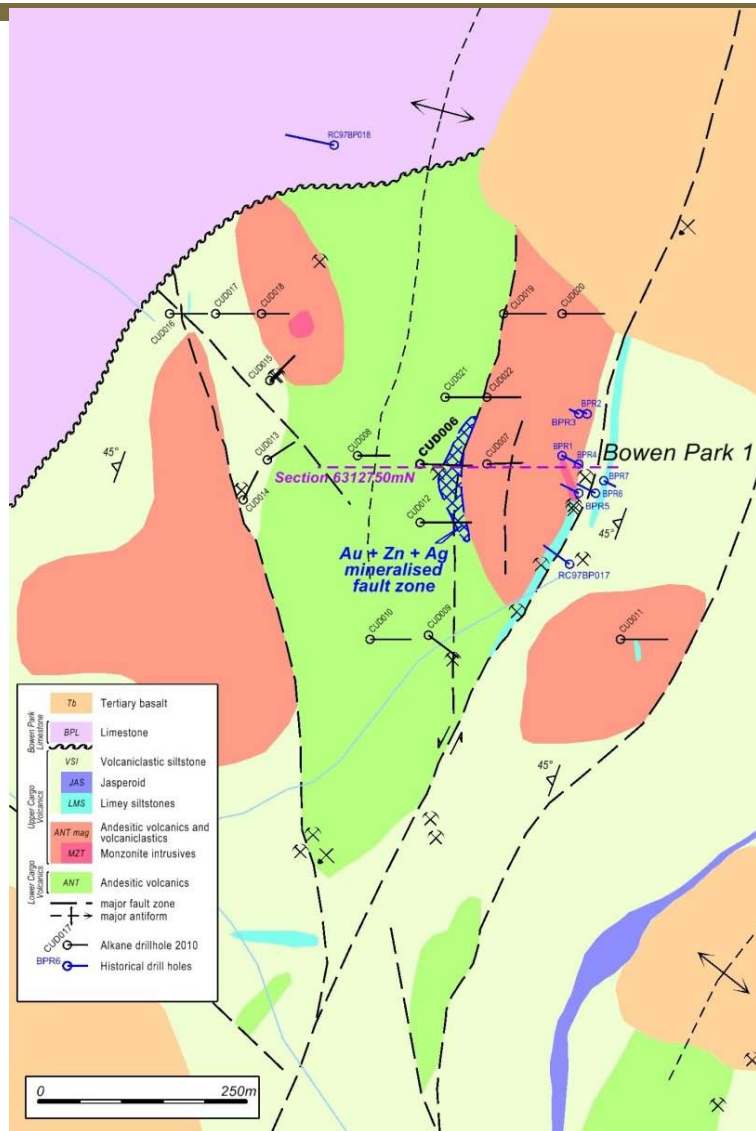 RC97BP018
CUD016
CUD017
CUD018
CUD019
CUD020
CUD015
CUD021
CUD022
BPR2
BPR3
CUD013
CUD008
CUD006
CUD007
BPR1
BPR4
Bowen Park 1
45°
Section 6312750mN
BPR7
BPR6
BPR5
CUD014
CUD012
45°
Au + Zn + Ag
mineralised
fault zone
RC97BP017
CUD010
CUD009
CUD011
45°
Bowen Park
Limestone
Upper Cargo
Volcanics
Lower Cargo
Volcanics
Tb Tertiary basalt
BPL Limestone
VSI Volcaniclastic siltstone
JAS Jasperoid
LMS Limey siltstones
ANT mag Andesitic volcanics and
volcaniclastics
MZT Monzonite intrusives
ANT Andesitic volcanics
major fault zone
major antiform
CUD017 Alkane drillhole 2010
BPR6 Historical drill holes
0 250m